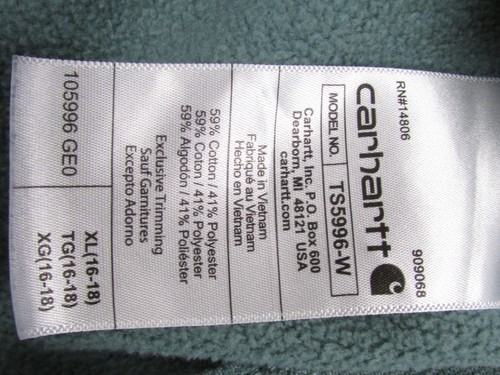 RN#14806
909068
carhartt
MODEL NO. TS5996-W
Carhartt, Inc. P.O. Box 600
Dearborn, MI 48121 USA
carhartt.com
Made in Vietnam
Fabriqué au Vietnam
Hecho en Vietnam
59% Cotton / 41% Polyester
59% Coton / 41% Polyester
59% Algodón / 41% Poliéster
Exclusive Trimming
Sauf Garnitures
Excepto Adorno
105996 GE0
XL(16-18)
TG(16-18)
XG(16-18)